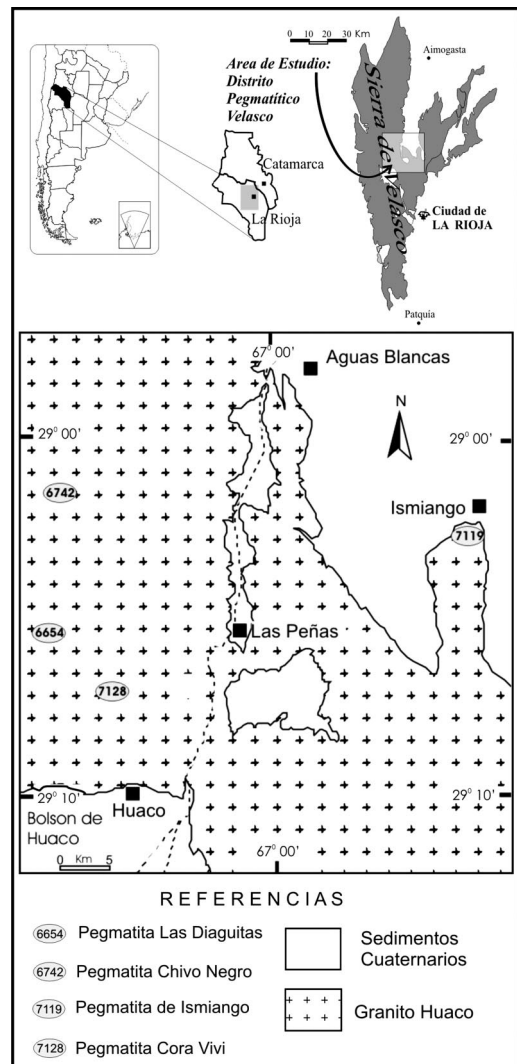 0 10 20 30 Km
Aimogasta
Area de Estudio:
Distrito
Pegmatítico
Velasco
Sierra de Velasco
Catamarca
La Rioja
Ciudad de
LA RIOJA
Patquía
67° 00'
Aguas Blancas
29° 00'
29° 00'
N
6742
Ismiango
7119
6654
Las Peñas
7128
29° 10'
29° 10'
Huaco
Bolson de
Huaco
0 Km 5
67° 00'
REFERENCIAS
6654 Pegmatita Las Diaguitas
Sedimentos
Cuaternarios
6742 Pegmatita Chivo Negro
7119 Pegmatita de Ismiango
Granito Huaco
7128 Pegmatita Cora Vivi